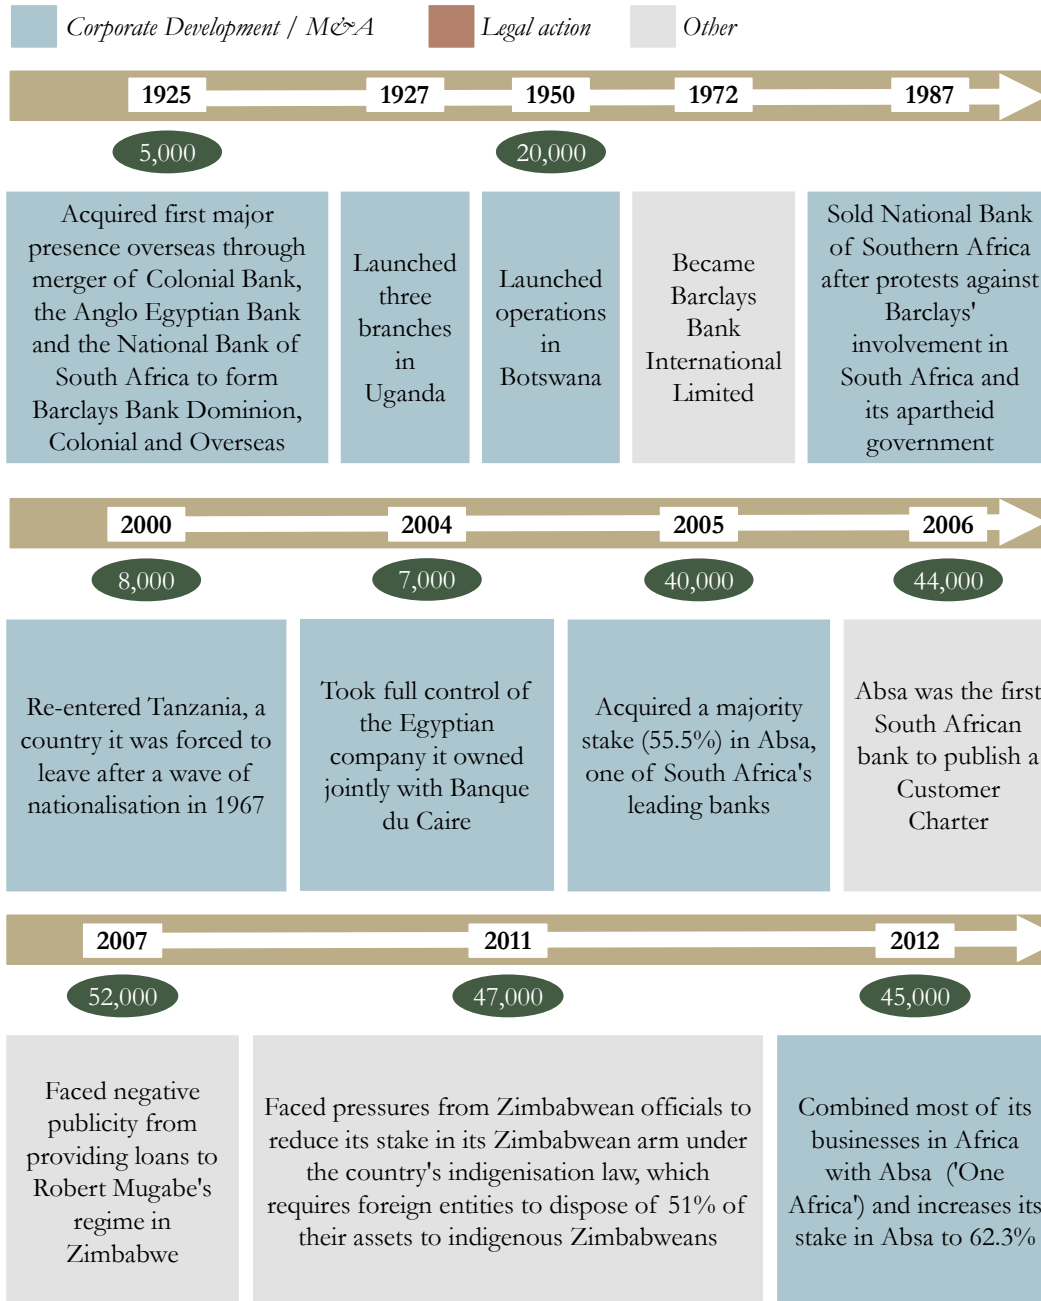 Corporate Development / M&A Legal action Other
1925 1927 1950 1972 1987
5,000 20,000
Acquired first major
presence overseas through
merger of Colonial Bank,
the Anglo Egyptian Bank
and the National Bank of
South Africa to form
Barclays Bank Dominion,
Colonial and Overseas
Launched
three
branches
in
Uganda
Launched
operations
in
Botswana
Became
Barclays
Bank
International
Limited
Sold National Bank
of Southern Africa
after protests against
Barclays'
involvement in
South Africa and
its apartheid
government
2000 2004 2005 2006
8,000 7,000 40,000 44,000
Re-entered Tanzania, a
country it was forced to
leave after a wave of
nationalisation in 1967
Took full control of
the Egyptian
company it owned
jointly with Banque
du Caire
Acquired a majority
stake (55.5%) in Absa,
one of South Africa's
leading banks
Absa was the first
South African
bank to publish a
Customer
Charter
2007 2011 2012
52,000 47,000 45,000
Faced negative
publicity from
providing loans to
Robert Mugabe's
regime in
Zimbabwe
Faced pressures from Zimbabwean officials to
reduce its stake in its Zimbabwean arm under
the country's indigenisation law, which
requires foreign entities to dispose of 51% of
their assets to indigenous Zimbabweans
Combined most of its
businesses in Africa
with Absa ('One
Africa') and increases its
stake in Absa to 62.3%